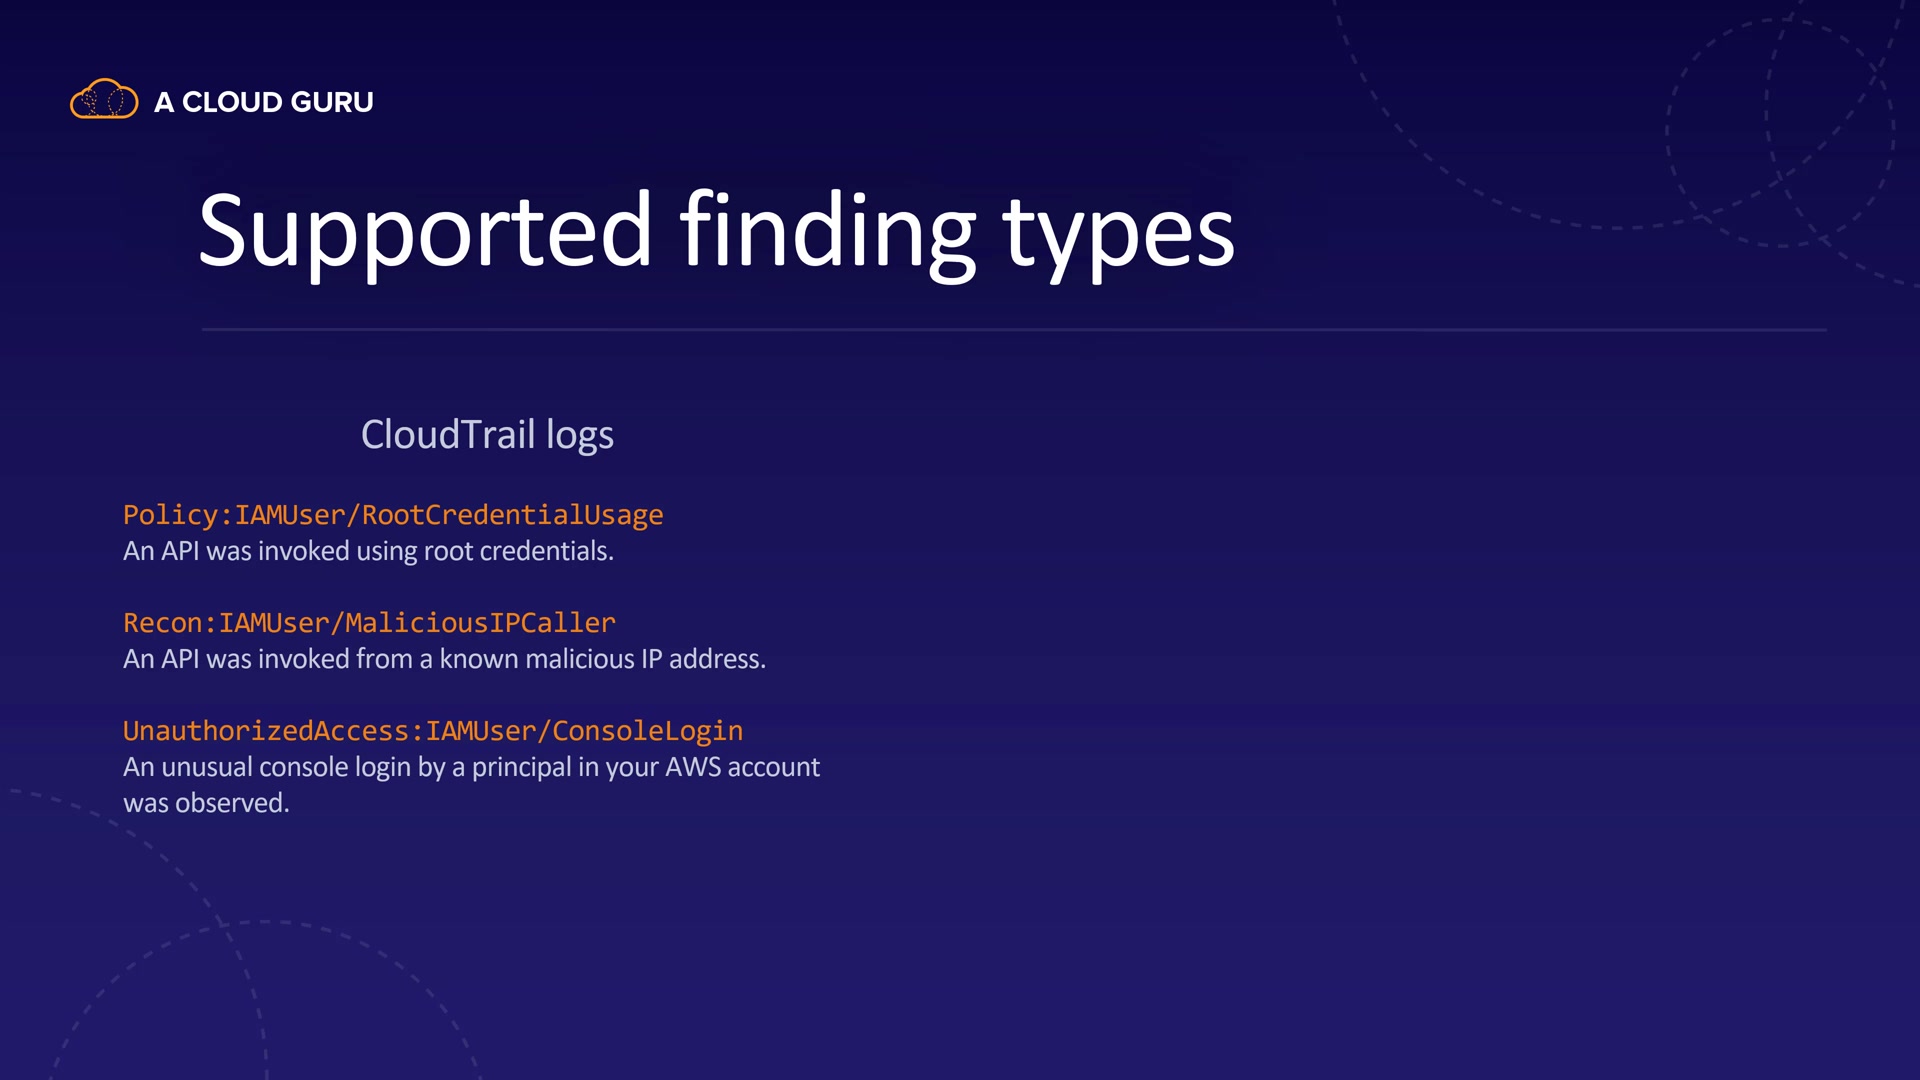 A CLOUD GURU
Supported finding types
CloudTrail logs
Policy:IAMUser/RootCredentialUsage
An API was invoked using root credentials.
Recon:IAMUser/MaliciousIPCaller
An API was invoked from a known malicious IP address.
UnauthorizedAccess:IAMUser/ConsoleLogin
An unusual console login by a principal in your AWS account
was observed.